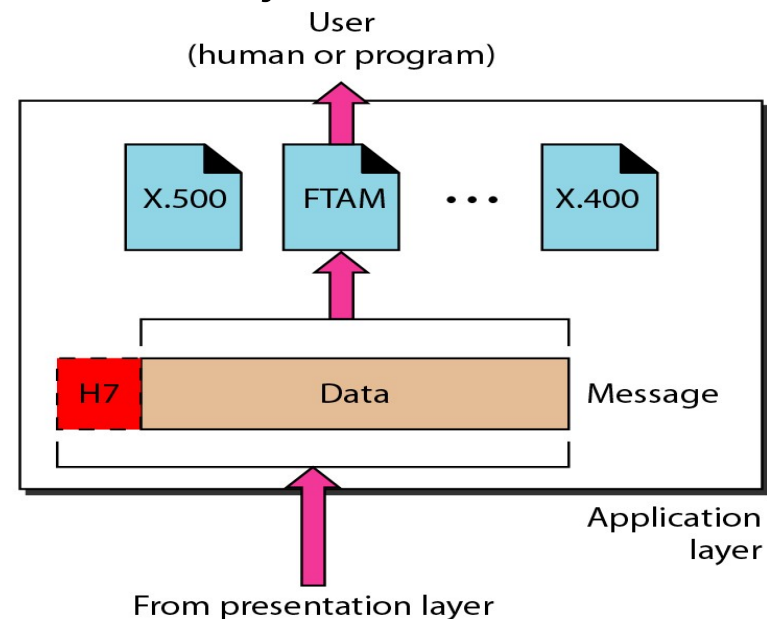 User
(human or program)
X.500
FTAM
...
X.400
H7
Data
Message
Application
layer
From presentation layer